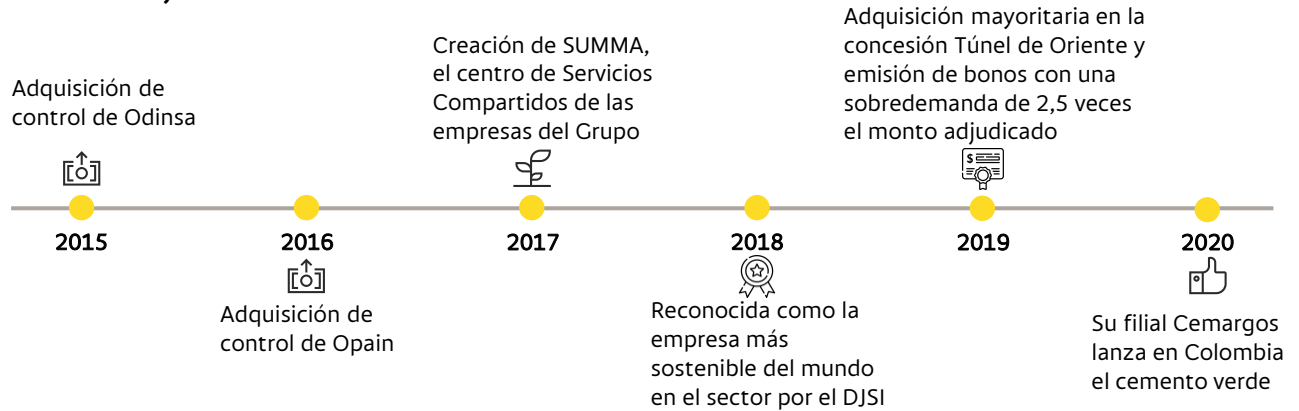 Adquisición de
control de Odinsa
2015
2016
Adquisición de
control de Opain
Creación de SUMMA,
el centro de Servicios
Compartidos de las
empresas del Grupo
2017
2018
Reconocida como la
empresa más
sostenible del mundo
en el sector por el DJSI
Adquisición mayoritaria en la
concesión Túnel de Oriente y
emisión de bonos con una
sobredemanda de 2,5 veces
el monto adjudicado
$
2019
2020
Su filial Cemargos
lanza en Colombia
el cemento verde